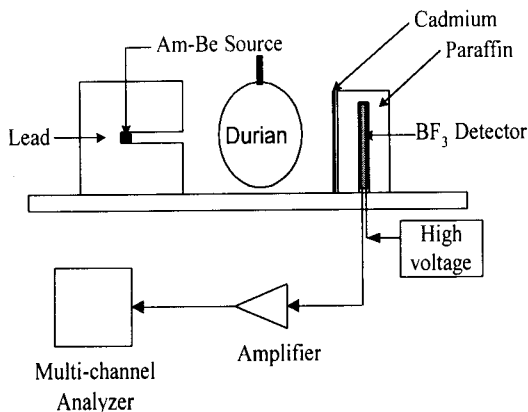 Cadmium
Am-Be Source
Paraffin
Lead
Durian
BF₃ Detector
High
voltage
Amplifier
Multi-channel
Analyzer